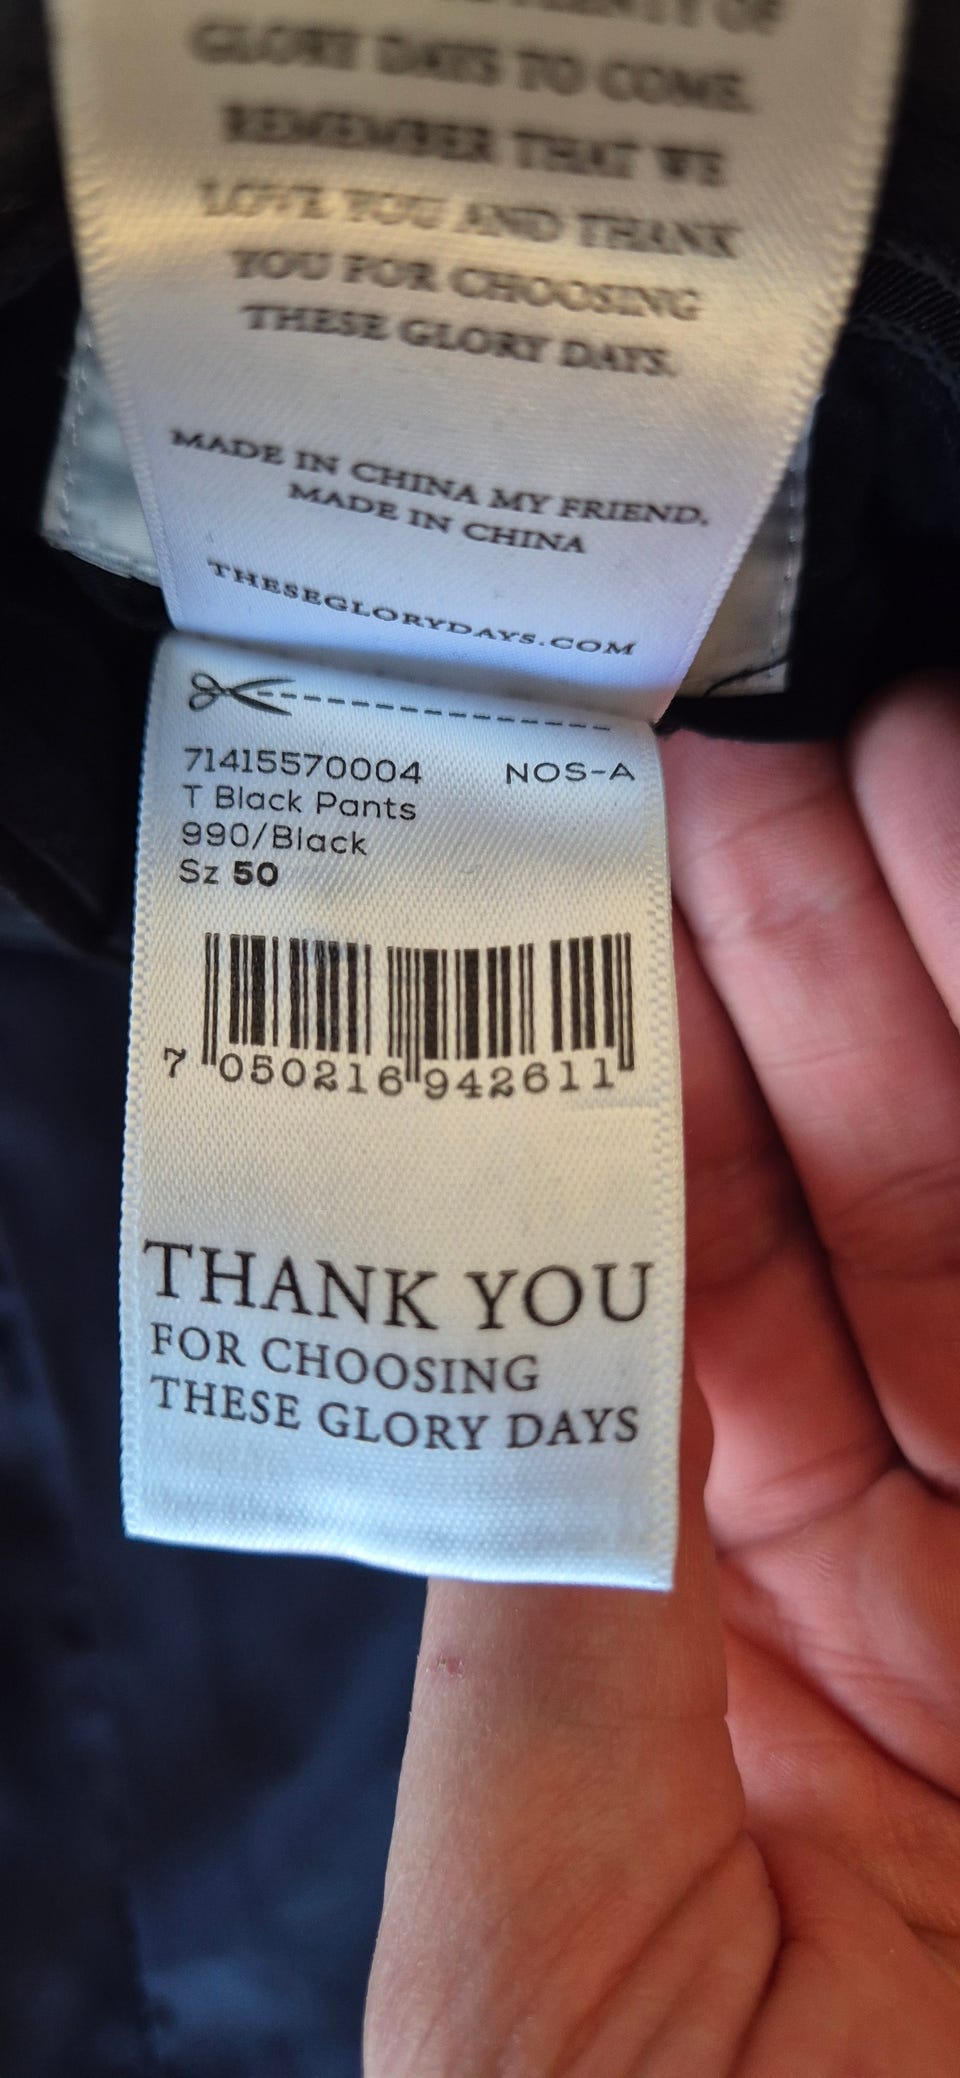 OF
GLORY DAYS TO COME.
REMEMBER THAT WE
LOVE YOU AND THANK
YOU FOR CHOOSING
THESE GLORY DAYS.
MADE IN CHINA MY FRIEND,
MADE IN CHINA
THESEGLORYDAYS.COM
71415570004 NOS-A
T Black Pants
990/Black
Sz 50
7 050216 942611
THANK YOU
FOR CHOOSING
THESE GLORY DAYS